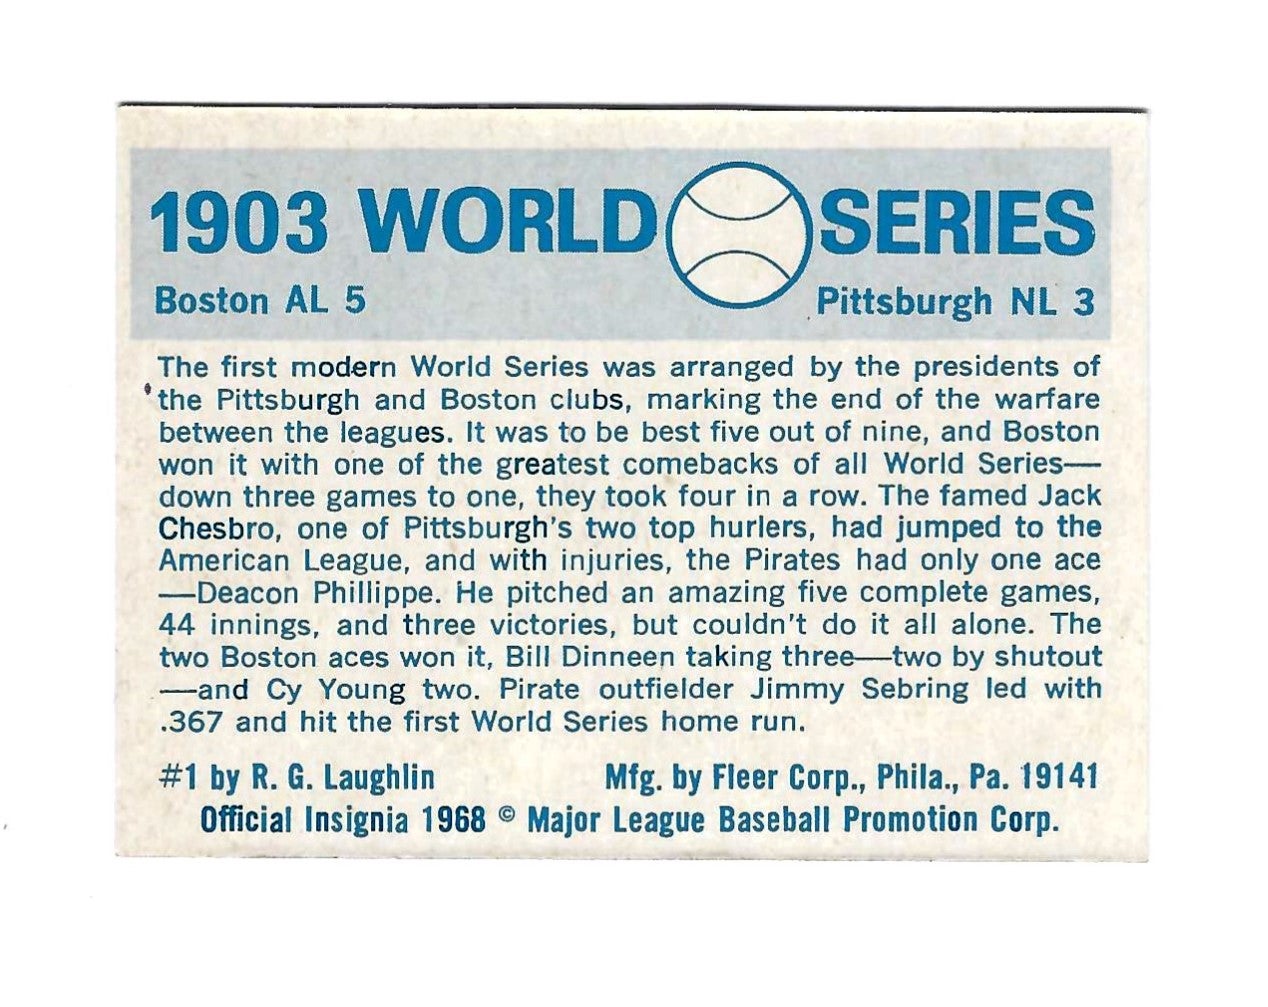 1903 WORLD SERIES
Boston AL 5 Pittsburgh NL 3
The first modern World Series was arranged by the presidents of
the Pittsburgh and Boston clubs, marking the end of the warfare
between the leagues. It was to be best five out of nine, and Boston
won it with one of the greatest comebacks of all World Series—
down three games to one, they took four in a row. The famed Jack
Chesbro, one of Pittsburgh's two top hurlers, had jumped to the
American League, and with injuries, the Pirates had only one ace
—Deacon Phillippe. He pitched an amazing five complete games,
44 innings, and three victories, but couldn't do it all alone. The
two Boston aces won it, Bill Dinneen taking three—two by shutout
—and Cy Young two. Pirate outfielder Jimmy Sebring led with
.367 and hit the first World Series home run.
#1 by R. G. Laughlin Mfg. by Fleer Corp., Phila., Pa. 19141
Official Insignia 1968 © Major League Baseball Promotion Corp.